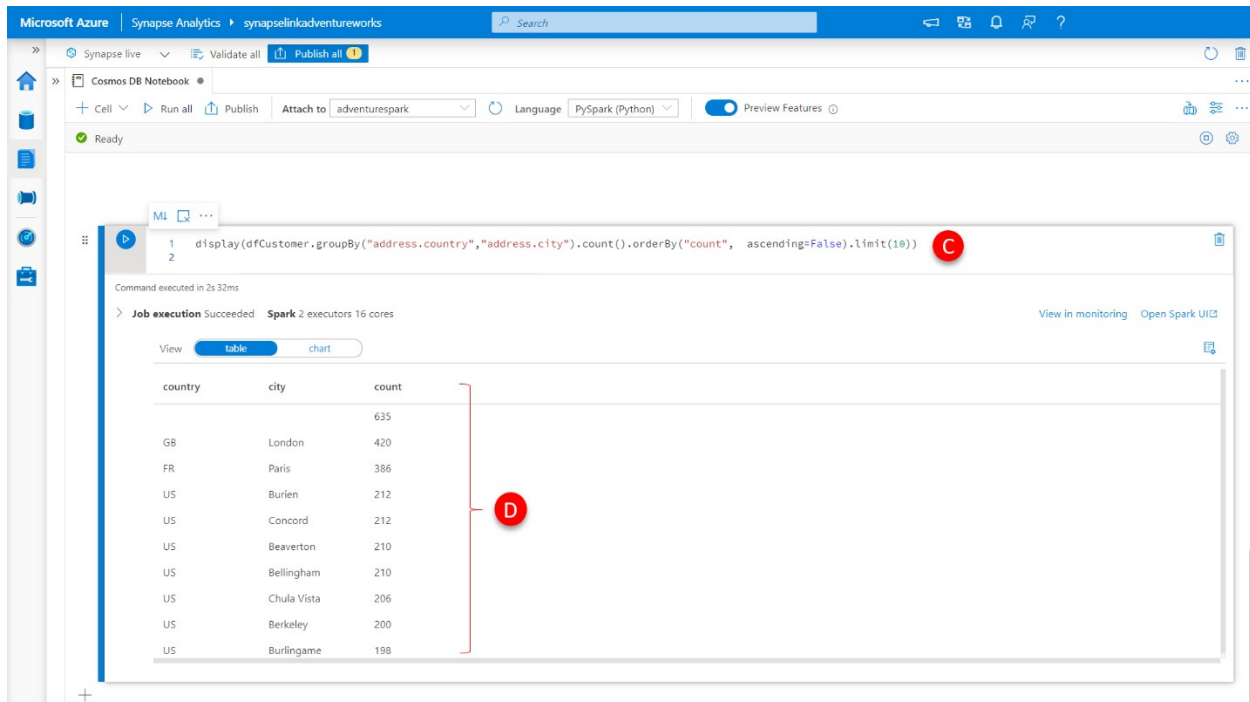 Microsoft Azure | Synapse Analytics ▸ synapselinkadventureworks Search ?
» Synapse live Validate all Publish all 1
» Cosmos DB Notebook ● ...
+ Cell Run all Publish Attach to adventurespark Language PySpark (Python) Preview Features ...
Ready
M↓ ...
1 display(dfCustomer.groupBy("address.country","address.city").count().orderBy("count", ascending=False).limit(10)) C
2
Command executed in 2s 32ms
> Job execution Succeeded Spark 2 executors 16 cores View in monitoring Open Spark UI
View table chart
country city count
635
GB London 420
FR Paris 386
US Burien 212
US Concord 212
D
US Beaverton 210
US Bellingham 210
US Chula Vista 206
US Berkeley 200
US Burlingame 198
+